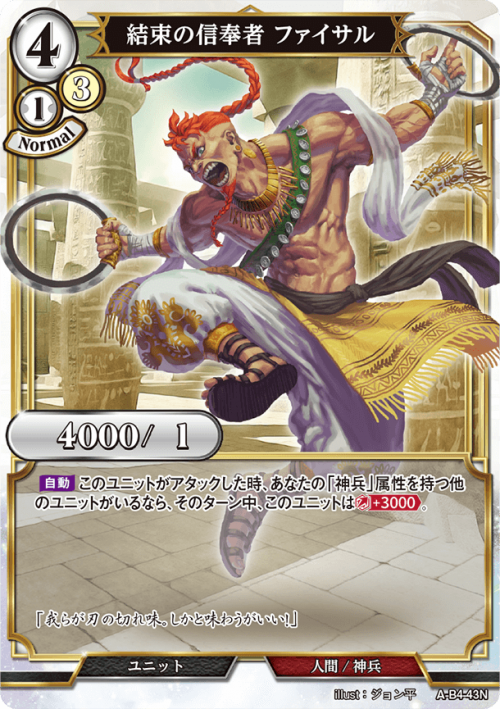 4
結束の信奉者 ファイサル
3
1
Normal
4000/ 1
自動 このユニットがアタックした時、あなたの「神兵」属性を持つ他
のユニットがいるなら、そのターン中、このユニットは +3000 。
「我らが刃の切れ味。しかと味わうがいい!」
ユニット
人間 / 神兵
illust：ジョン平
A-B4-43N